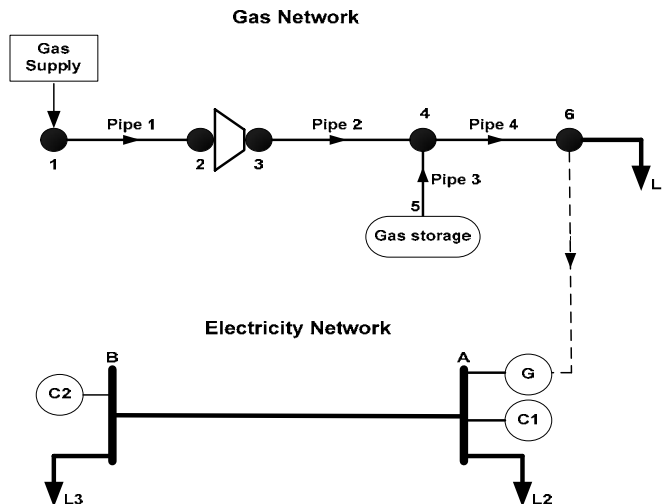 Gas Network
Gas
Supply
4
6
Pipe 1
Pipe 2
Pipe 4
1
2
3
Pipe 3
L
5
Gas storage
Electricity Network
B
A
G
C2
C1
L3
L2